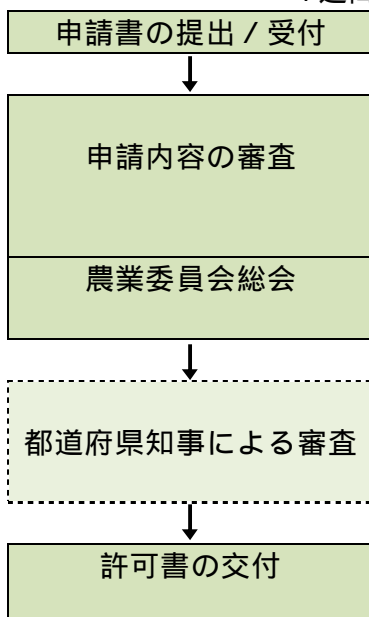 申請書の提出 / 受付
申請内容の審査
農業委員会総会
都道府県知事による審査
許可書の交付